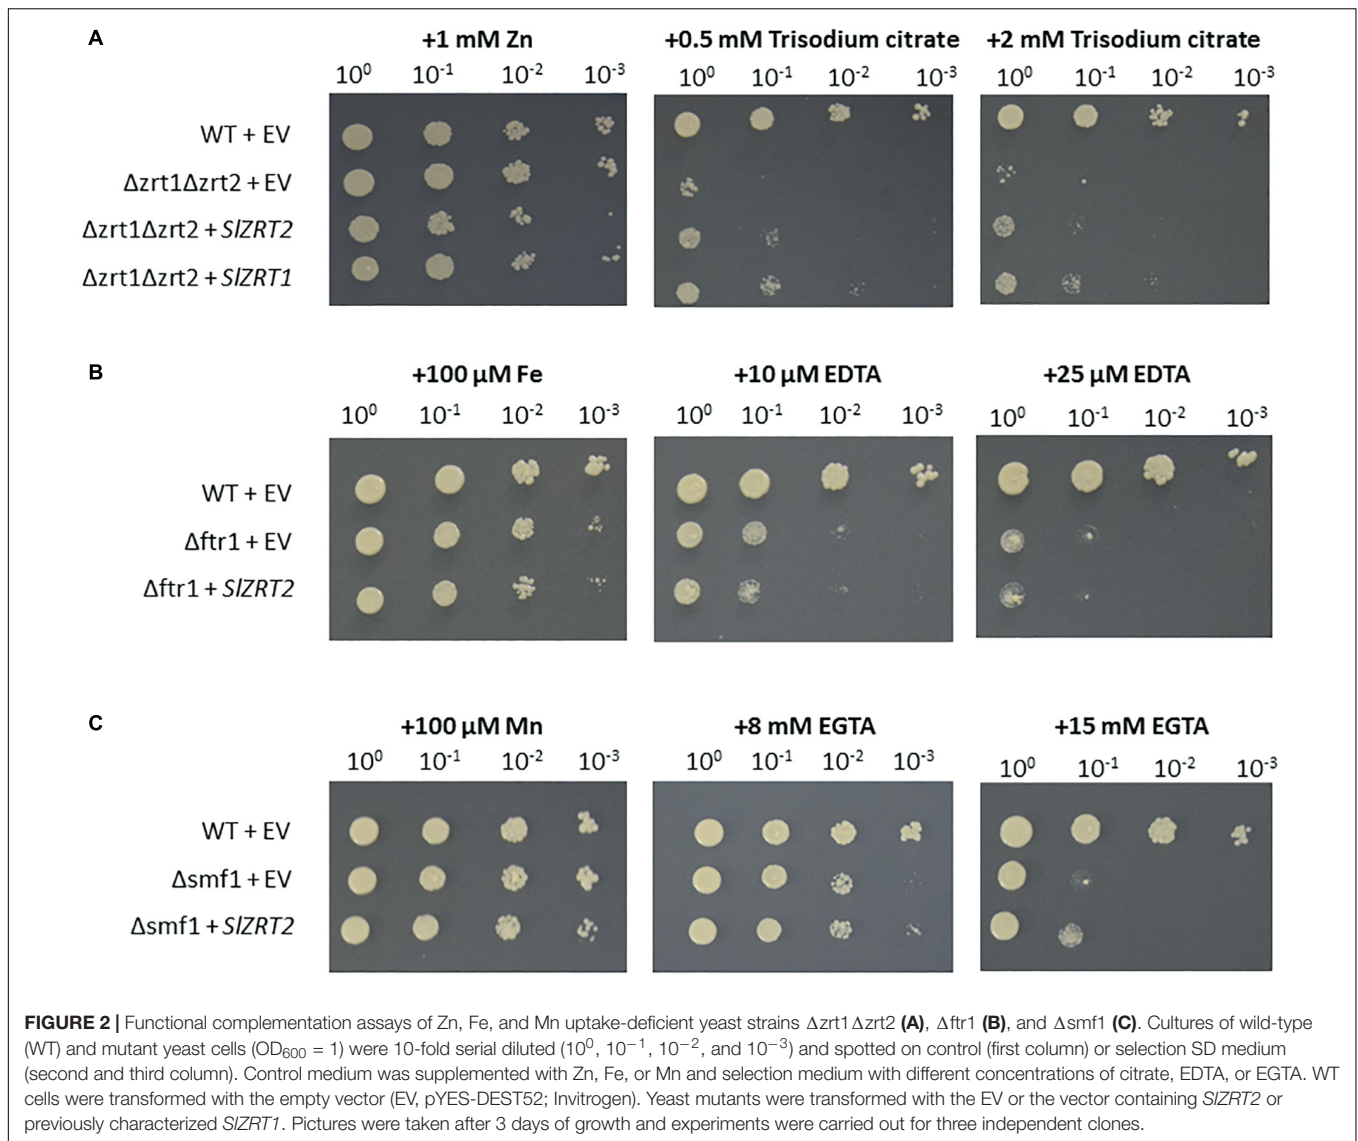 A
+1 mM Zn +0.5 mM Trisodium citrate +2 mM Trisodium citrate
10⁰ 10⁻¹ 10⁻² 10⁻³ 10⁰ 10⁻¹ 10⁻² 10⁻³ 10⁰ 10⁻¹ 10⁻² 10⁻³
WT + EV
Δzrt1Δzrt2 + EV
Δzrt1Δzrt2 + SlZRT2
Δzrt1Δzrt2 + SlZRT1
B
+100 µM Fe +10 µM EDTA +25 µM EDTA
10⁰ 10⁻¹ 10⁻² 10⁻³ 10⁰ 10⁻¹ 10⁻² 10⁻³ 10⁰ 10⁻¹ 10⁻² 10⁻³
WT + EV
Δftr1 + EV
Δftr1 + SlZRT2
C
+100 µM Mn +8 mM EGTA +15 mM EGTA
10⁰ 10⁻¹ 10⁻² 10⁻³ 10⁰ 10⁻¹ 10⁻² 10⁻³ 10⁰ 10⁻¹ 10⁻² 10⁻³
WT + EV
Δsmf1 + EV
Δsmf1 + SlZRT2
FIGURE 2 | Functional complementation assays of Zn, Fe, and Mn uptake-deficient yeast strains Δzrt1Δzrt2 (A), Δftr1 (B), and Δsmf1 (C). Cultures of wild-type
(WT) and mutant yeast cells (OD₆₀₀ = 1) were 10-fold serial diluted (10⁰, 10⁻¹, 10⁻², and 10⁻³) and spotted on control (first column) or selection SD medium
(second and third column). Control medium was supplemented with Zn, Fe, or Mn and selection medium with different concentrations of citrate, EDTA, or EGTA. WT
cells were transformed with the empty vector (EV, pYES-DEST52; Invitrogen). Yeast mutants were transformed with the EV or the vector containing SlZRT2 or
previously characterized SlZRT1. Pictures were taken after 3 days of growth and experiments were carried out for three independent clones.